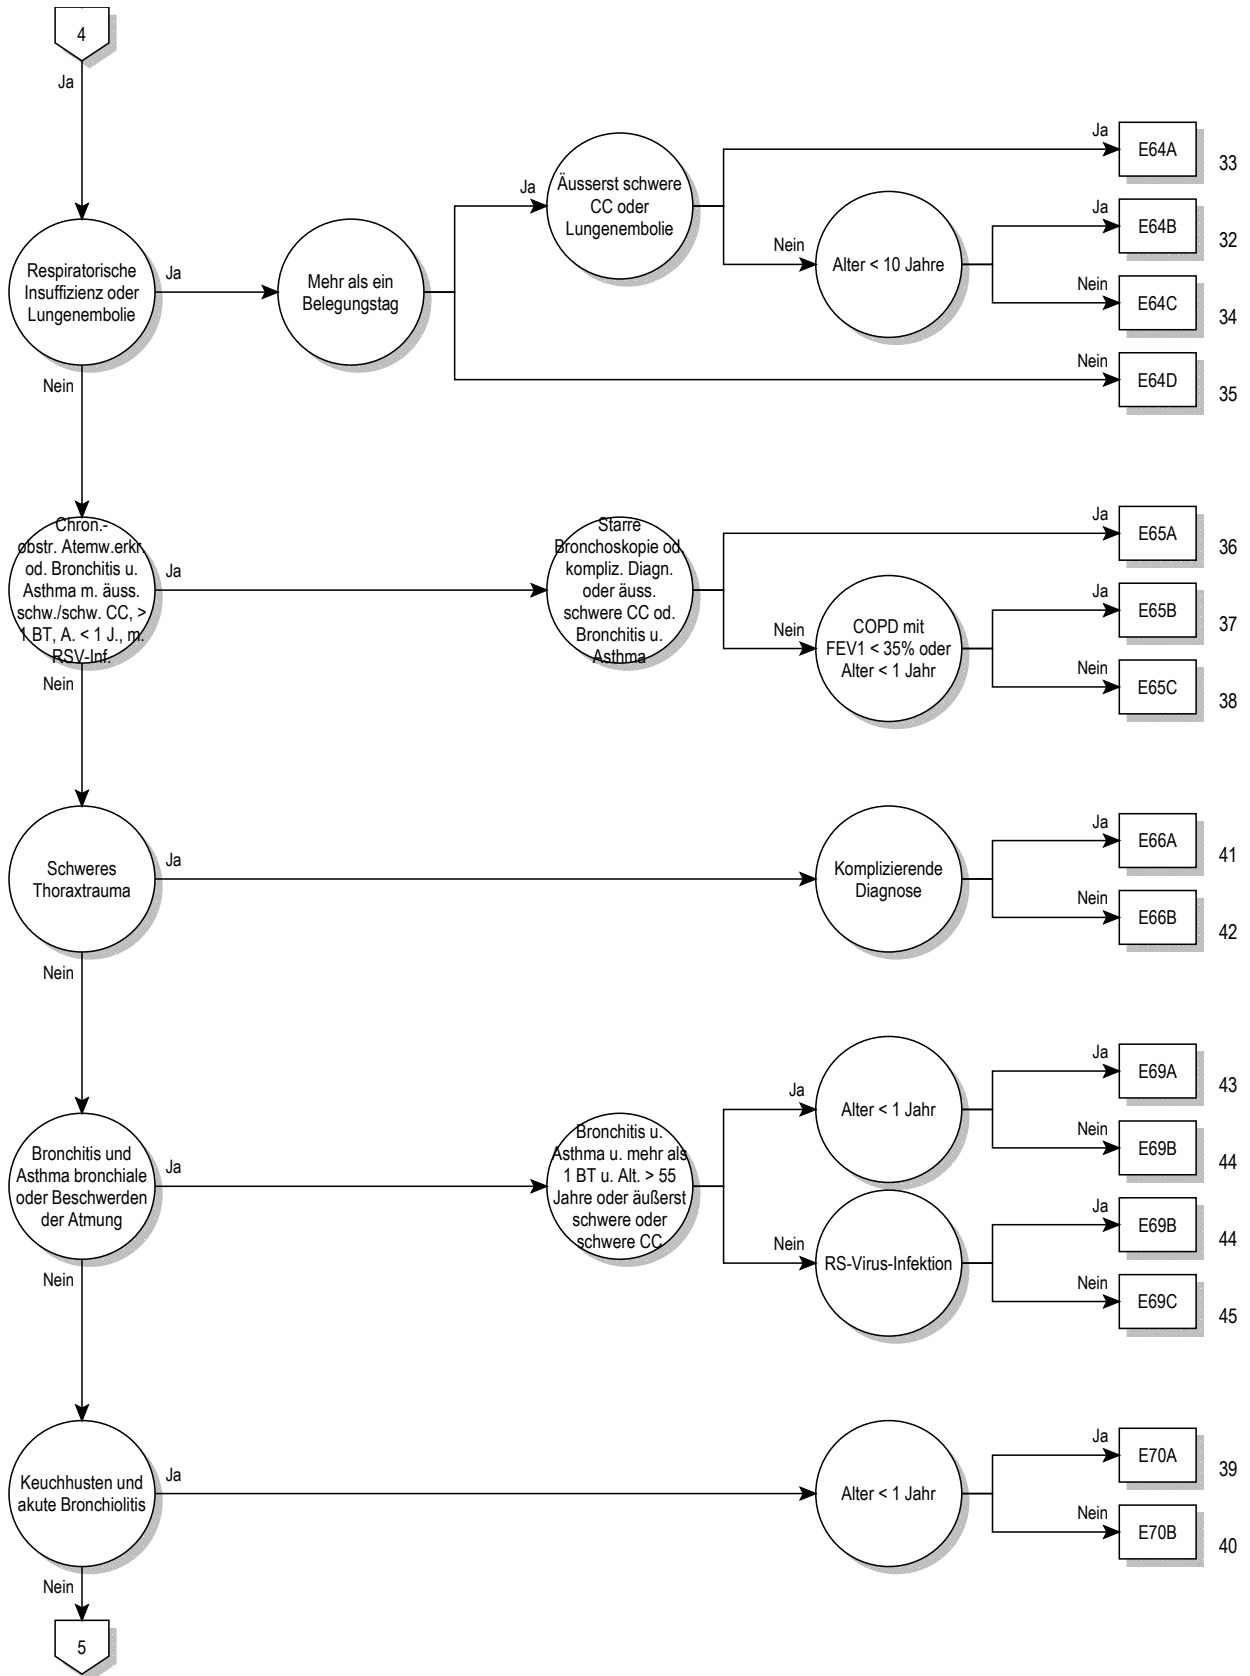 4
Ja
Respiratorische
Insuffizienz oder
Lungenembolie
Ja
Mehr als ein
Belegungstag
Ja
Äusserst schwere
CC oder
Lungenembolie
Ja
E64A
33
Nein
Alter < 10 Jahre
Ja
E64B
32
Nein
E64C
34
Nein
E64D
35
Nein
Chron.-
obstr. Atemw.erkr.
od. Bronchitis u.
Asthma m. äuss.
schw./schw. CC, >
1 BT, A. < 1 J., m.
RSV-Inf.
Ja
Starre
Bronchoskopie od.
kompliz. Diagn.
oder äuss.
schwere CC od.
Bronchitis u.
Asthma
Ja
E65A
36
Nein
COPD mit
FEV1 < 35% oder
Alter < 1 Jahr
Ja
E65B
37
Nein
E65C
38
Nein
Schweres
Thoraxtrauma
Ja
Komplizierende
Diagnose
Ja
E66A
41
Nein
E66B
42
Nein
Bronchitis und
Asthma bronchiale
oder Beschwerden
der Atmung
Ja
Bronchitis u.
Asthma u. mehr als
1 BT u. Alt. > 55
Jahre oder äußerst
schwere oder
schwere CC
Ja
Alter < 1 Jahr
Ja
E69A
43
Nein
E69B
44
Nein
RS-Virus-Infektion
Ja
E69B
44
Nein
E69C
45
Nein
Keuchhusten und
akute Bronchiolitis
Ja
Alter < 1 Jahr
Ja
E70A
39
Nein
E70B
40
Nein
5